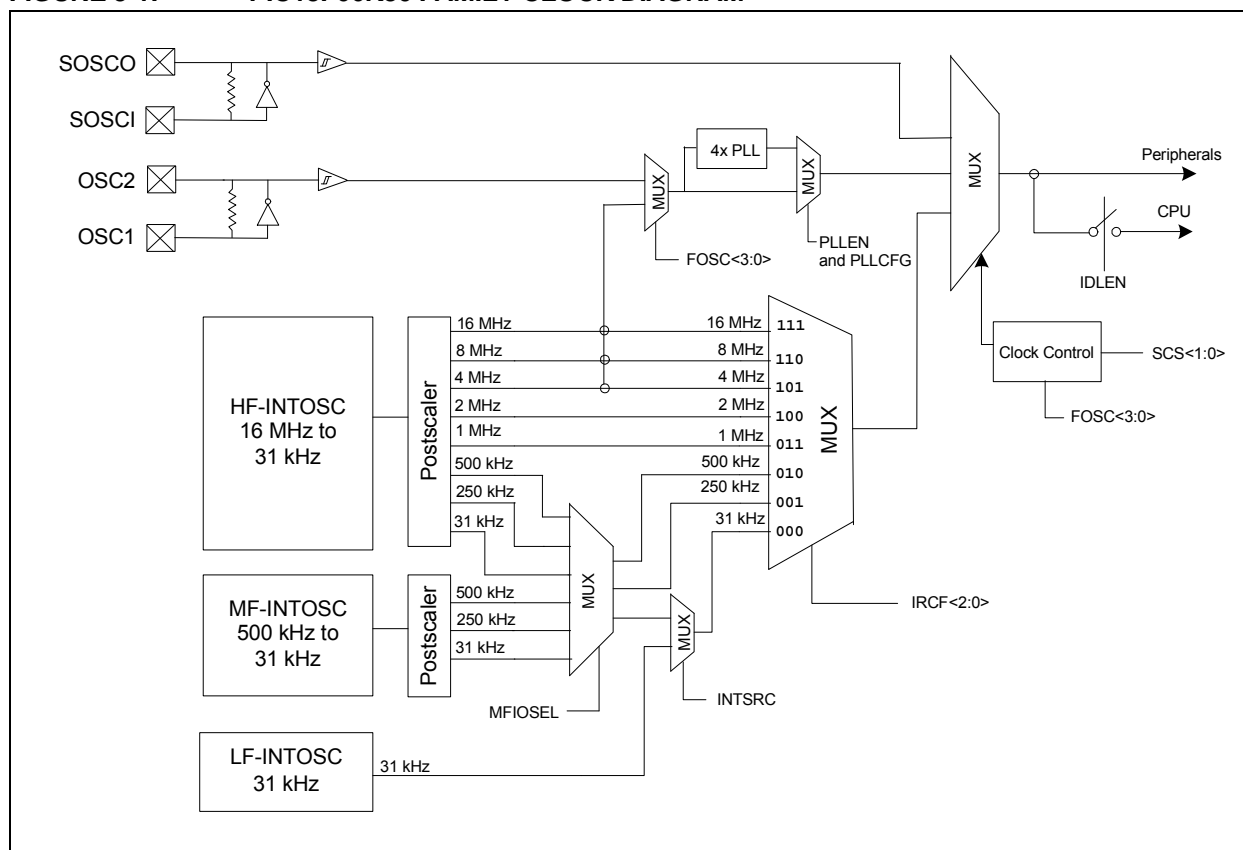 FIGURE FAMILY CLOCK DIAGRAM
SOSCO
SOSCI
OSC2
OSC1
4x PLL
MUX
MUX
MUX
Peripherals
CPU
IDLEN
FOSC<3:0>
PLLEN
and PLLCFG
Clock Control
SCS<1:0>
FOSC<3:0>
HF-INTOSC
16 MHz to
31 kHz
Postscaler
16 MHz
8 MHz
4 MHz
2 MHz
1 MHz
500 kHz
250 kHz
31 kHz
16 MHz 111
8 MHz 110
4 MHz 101
2 MHz 100
1 MHz 011
500 kHz 010
250 kHz 001
31 kHz 000
MUX
IRCF<2:0>
MF-INTOSC
500 kHz to
31 kHz
Postscaler
500 kHz
250 kHz
31 kHz
MUX
MUX
MFIOSEL
INTSRC
LF-INTOSC
31 kHz
31 kHz